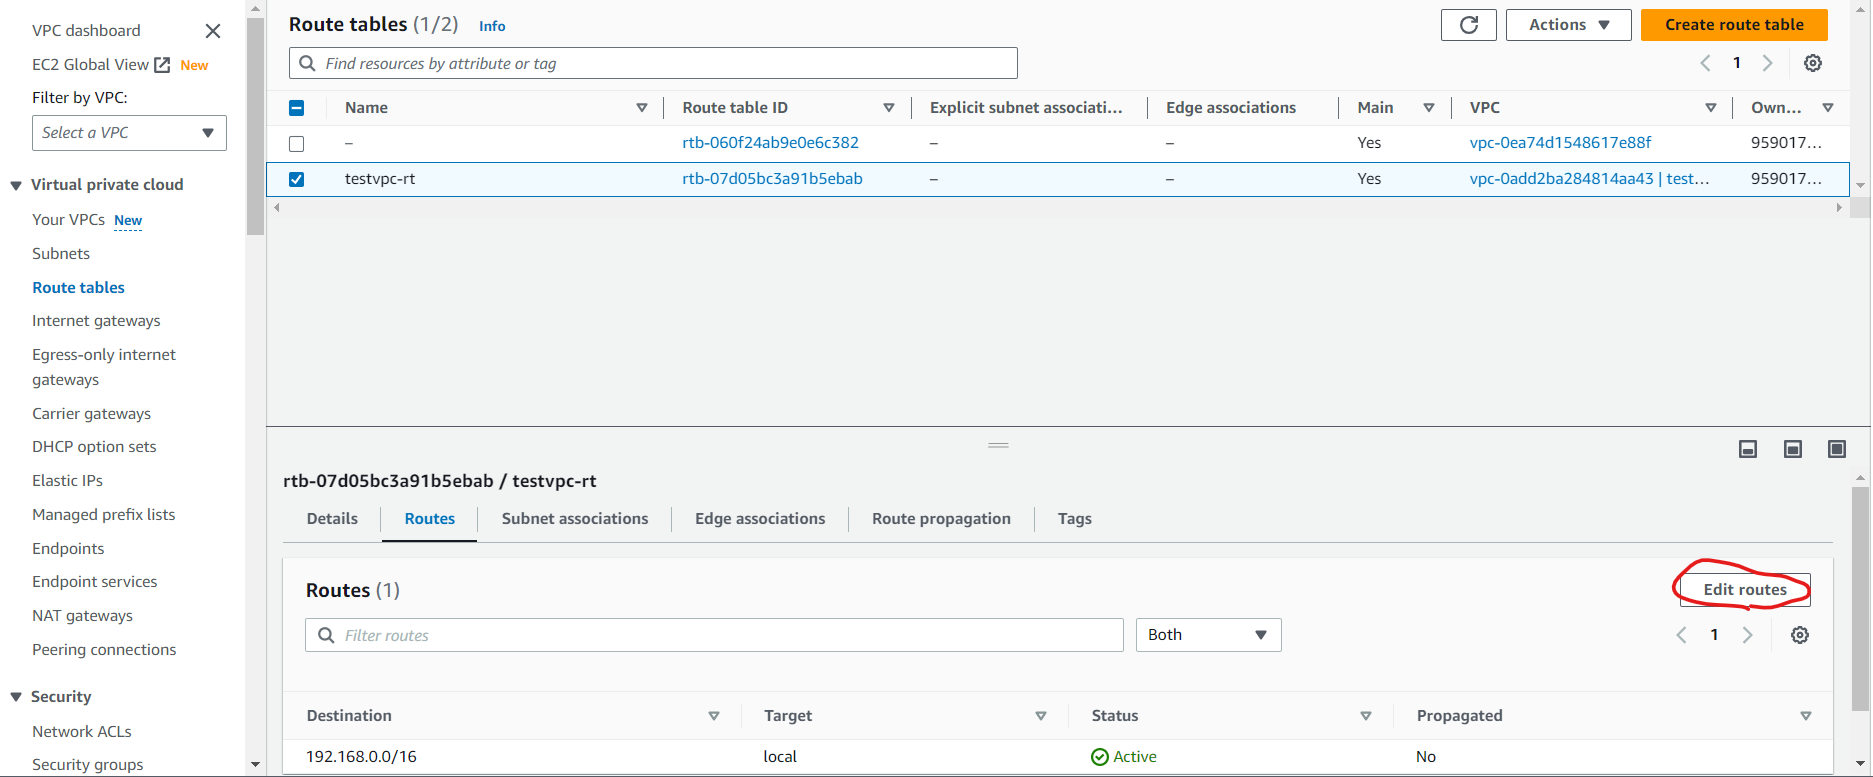 VPC dashboard
EC2 Global View New
Filter by VPC:
Select a VPC
Virtual private cloud
Your VPCs New
Subnets
Route tables
Internet gateways
Egress-only internet
gateways
Carrier gateways
DHCP option sets
Elastic IPs
Managed prefix lists
Endpoints
Endpoint services
NAT gateways
Peering connections
Security
Network ACLs
Security groups
Route tables (1/2) Info
Actions
Create route table
Find resources by attribute or tag
1
Name Route table ID Explicit subnet associati... Edge associations Main VPC Own...
– rtb-060f24ab9e0e6c382 – – Yes vpc-0ea74d1548617e88f 959017...
testvpc-rt rtb-07d05bc3a91b5ebab – – Yes vpc-0add2ba284814aa43 | test... 959017...
rtb-07d05bc3a91b5ebab / testvpc-rt
Details Routes Subnet associations Edge associations Route propagation Tags
Routes (1)
Edit routes
Filter routes
Both
1
Destination Target Status Propagated
192.168.0.0/16 local Active No